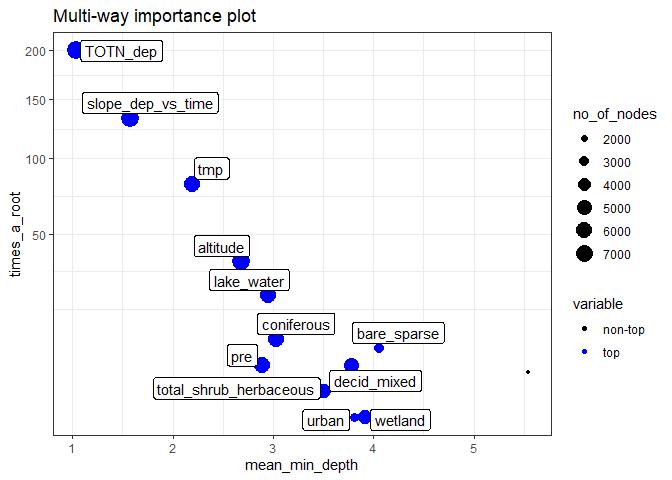 Multi-way importance plot
times_a_root
200
150
100
50
TOTN_dep
slope_dep_vs_time
tmp
altitude
lake_water
coniferous
bare_sparse
pre
decid_mixed
total_shrub_herbaceous
urban
wetland
1 2 3 4 5
mean_min_depth
no_of_nodes
2000
3000
4000
5000
6000
7000
variable
non-top
top